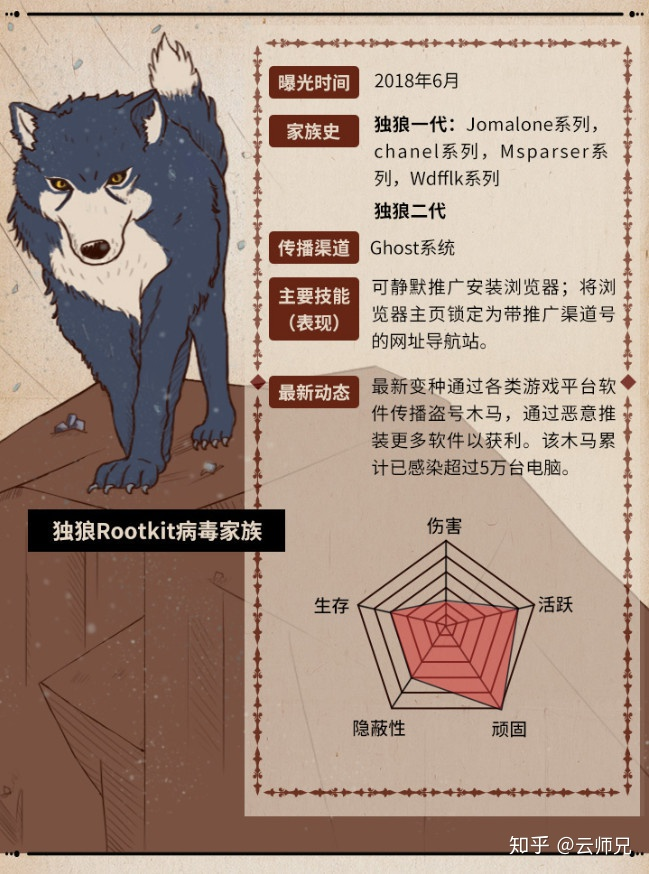 曝光时间
2018年6月
家族史
独狼一代：Jomalone系列，
chanel系列，Msparser系
列，Wdfflk系列
独狼二代
传播渠道
Ghost系统
主要技能
（表现）
可静默推广安装浏览器；将浏
览器主页锁定为带推广渠道号
的网址导航站。
最新动态
最新变种通过各类游戏平台软
件传播盗号木马，通过恶意推
装更多软件以获利。该木马累
计已感染超过5万台电脑。
独狼Rootkit病毒家族
伤害
生存
活跃
隐蔽性
顽固
知乎 @云师兄